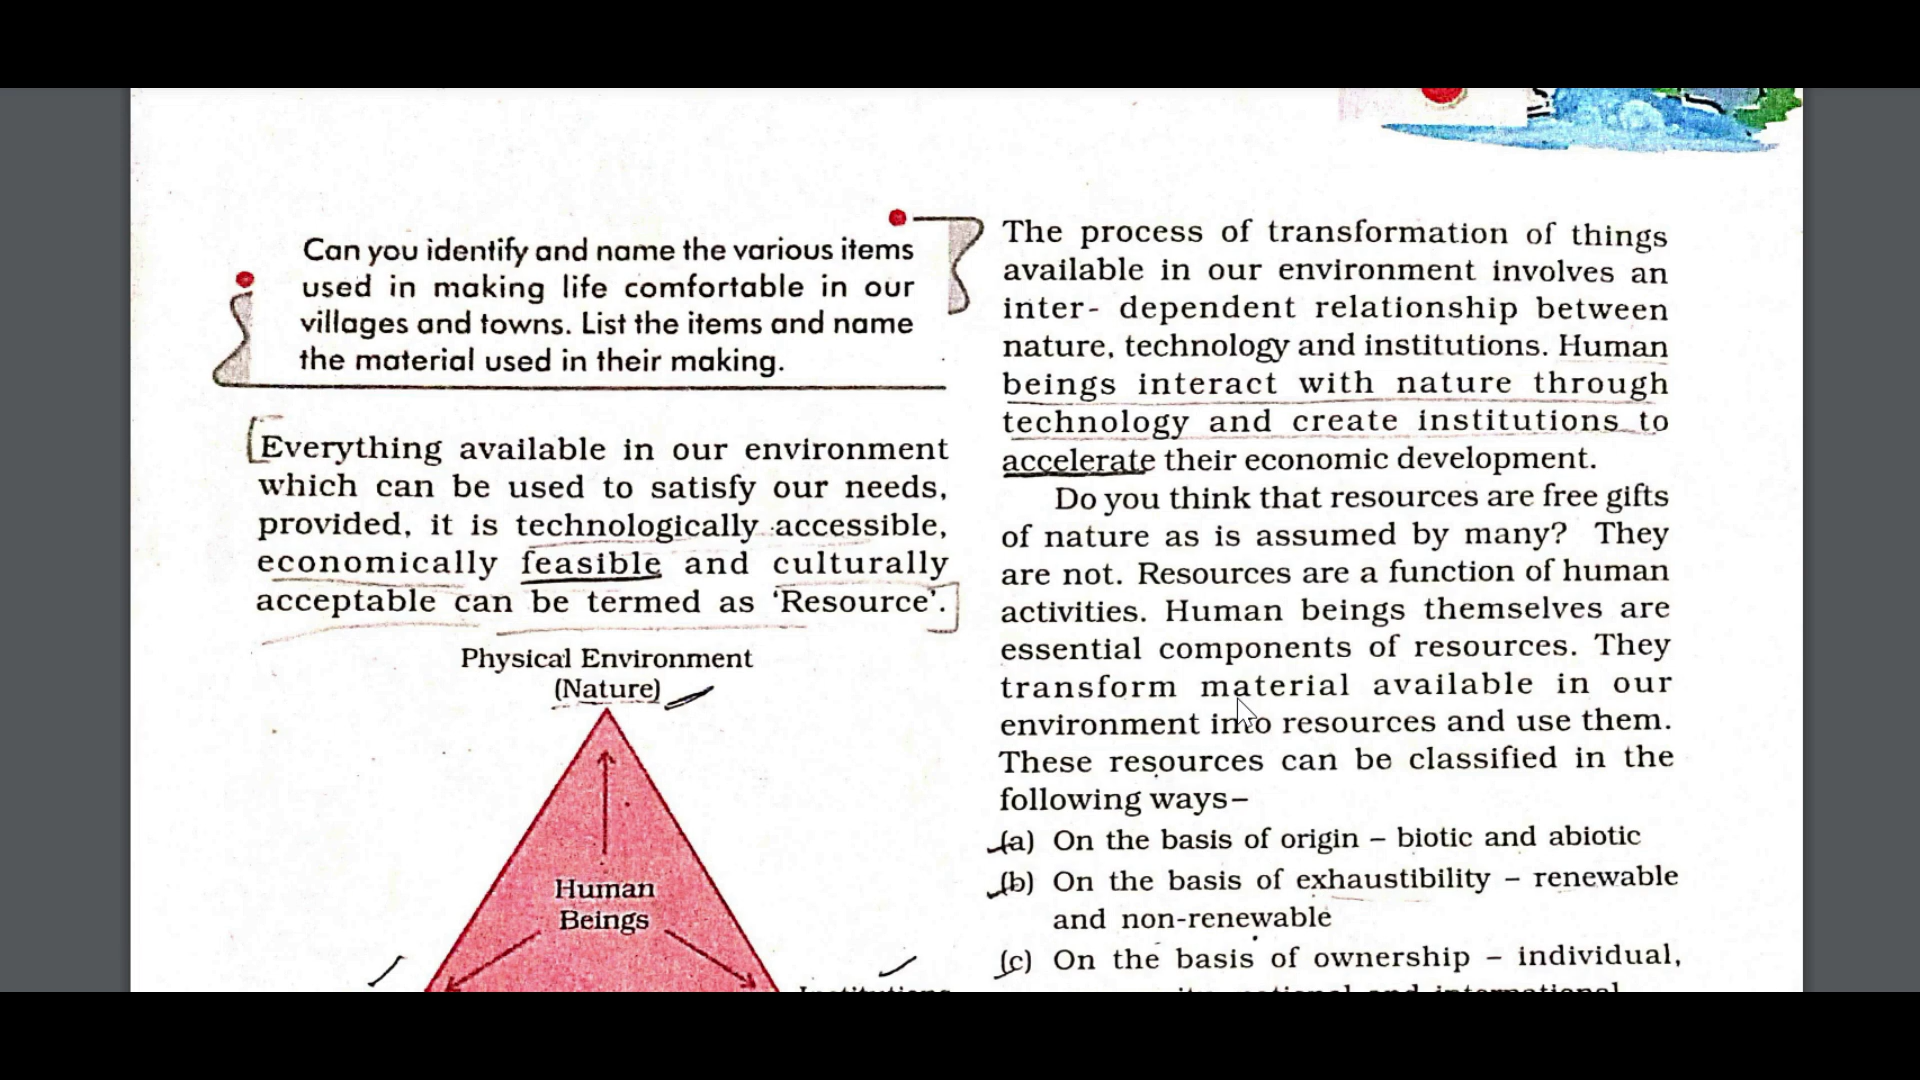 Can you identify and name the various items
used in making life comfortable in our
villages and towns. List the items and name
the material used in their making.
Everything available in our environment
which can be used to satisfy our needs,
provided, it is technologically accessible,
economically feasible and culturally
acceptable can be termed as ‘Resource’.
Physical Environment
(Nature)
Human
Beings
The process of transformation of things
available in our environment involves an
inter- dependent relationship between
nature, technology and institutions. Human
beings interact with nature through
technology and create institutions to
accelerate their economic development.
Do you think that resources are free gifts
of nature as is assumed by many? They
are not. Resources are a function of human
activities. Human beings themselves are
essential components of resources. They
transform material available in our
environment into resources and use them.
These resources can be classified in the
following ways–
(a) On the basis of origin – biotic and abiotic
(b) On the basis of exhaustibility – renewable
and non-renewable
(c) On the basis of ownership – individual,